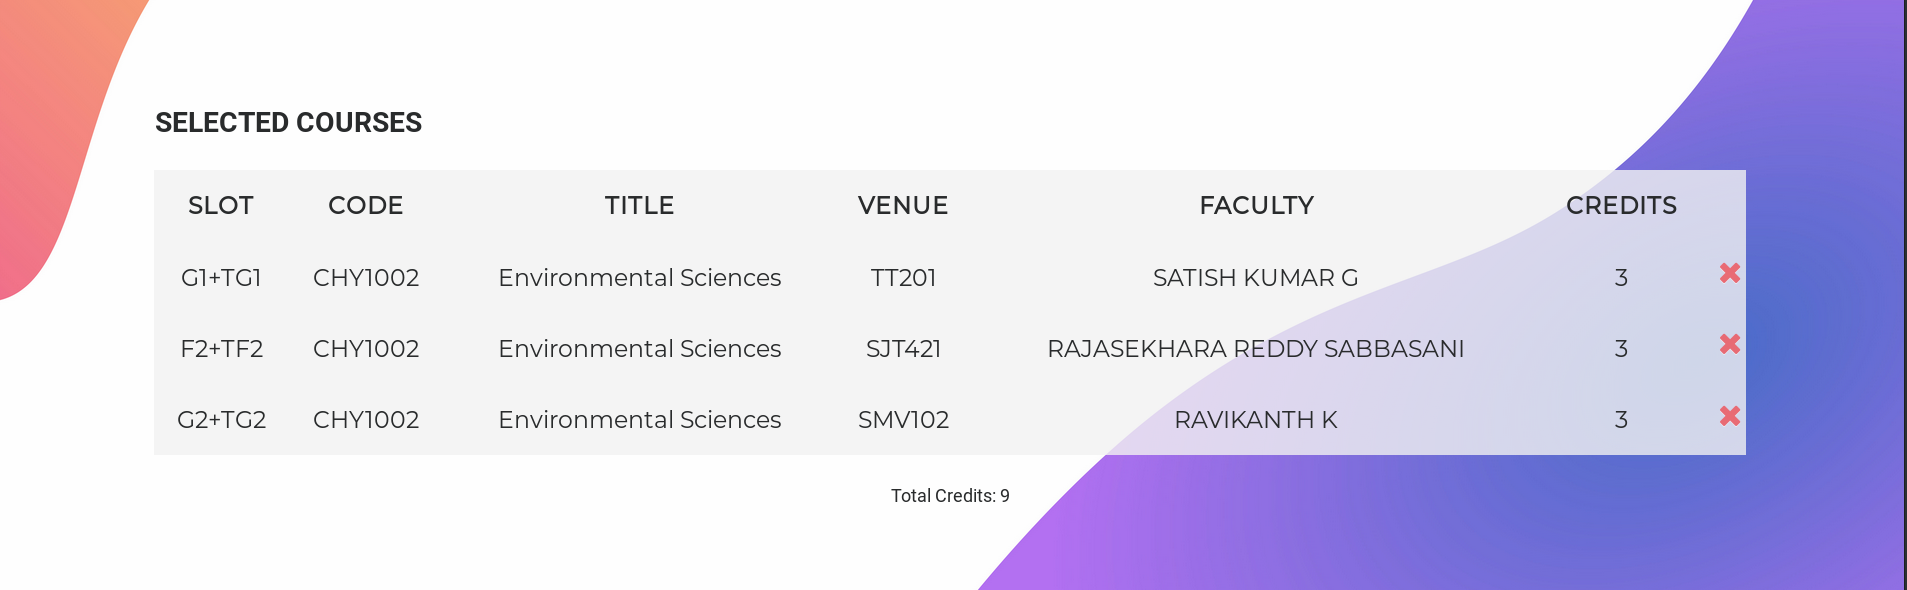 SELECTED COURSES
SLOT CODE TITLE VENUE FACULTY CREDITS
G1+TG1 CHY1002 Environmental Sciences TT201 SATISH KUMAR G 3
F2+TF2 CHY1002 Environmental Sciences SJT421 RAJASEKHARA REDDY SABBASANI 3
G2+TG2 CHY1002 Environmental Sciences SMV102 RAVIKANTH K 3
Total Credits: 9